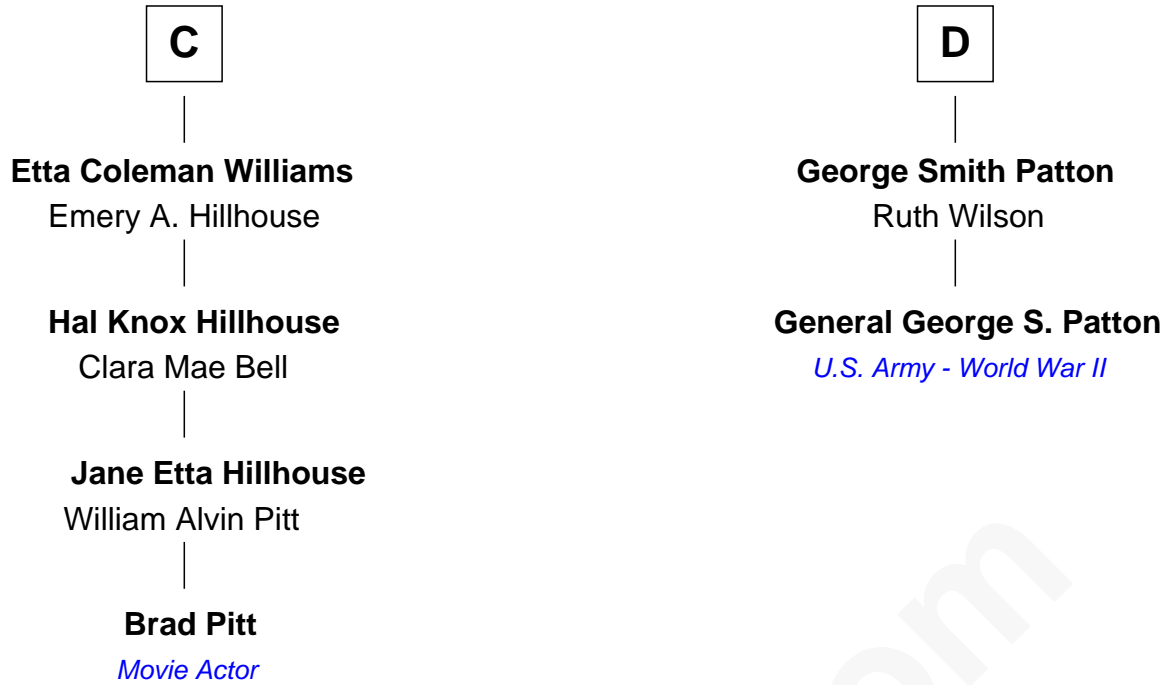 C
Etta Coleman Williams
Emery A. Hillhouse
Hal Knox Hillhouse
Clara Mae Bell
Jane Etta Hillhouse
William Alvin Pitt
Brad Pitt
Movie Actor
D
George Smith Patton
Ruth Wilson
General George S. Patton
U.S. Army - World War II
om